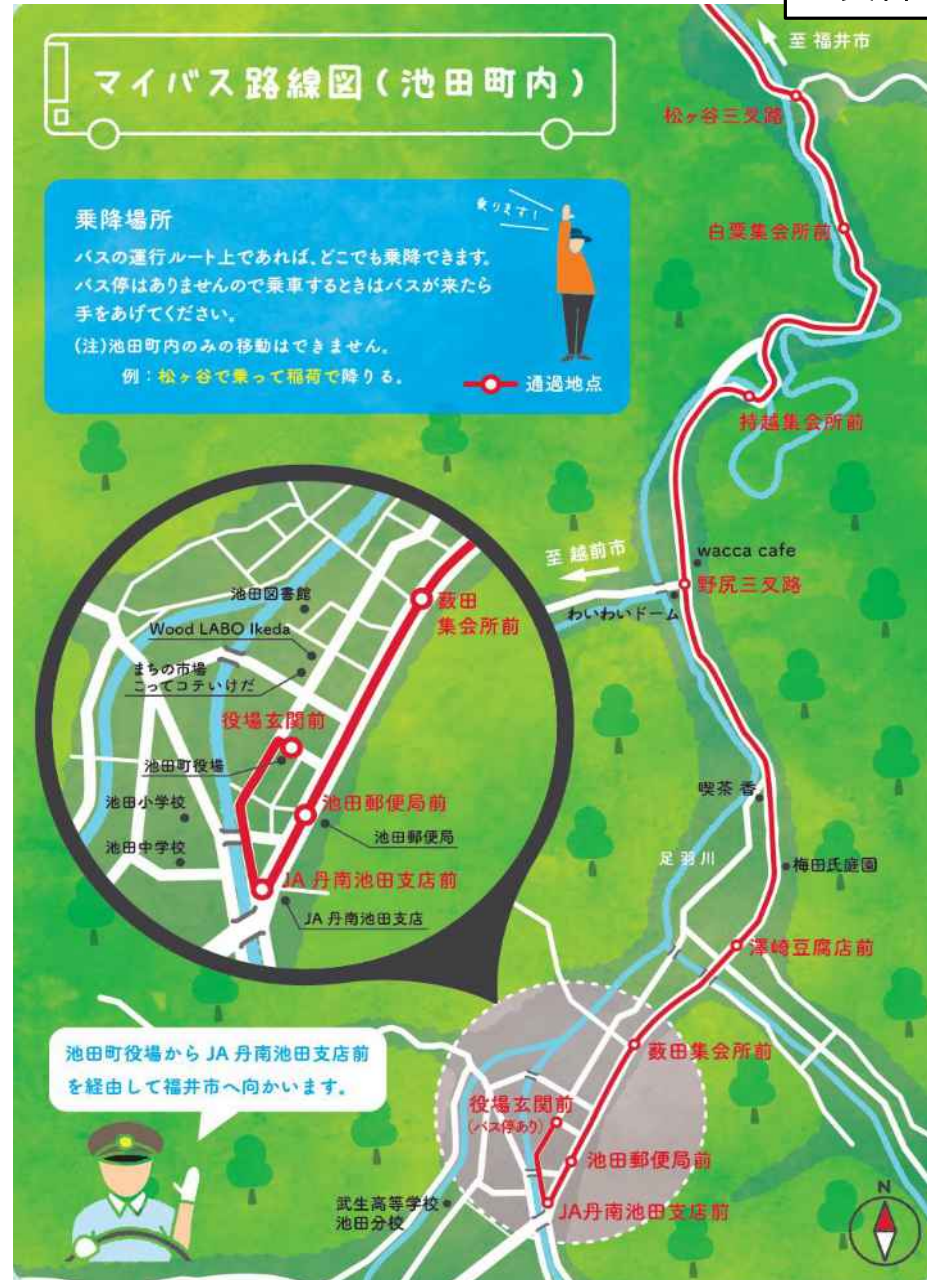 至 福井市
マイバス路線図(池田町内)
松ヶ谷三叉路
乗降場所
乗ります!
バスの運行ルート上であれば、どこでも乗降できます。
バス停はありませんので乗車するときはバスが来たら
手をあげてください。
(注)池田町内のみの移動はできません。
例:松ヶ谷で乗って稲荷で降りる。
通過地点
白粟集会所前
持越集会所前
wacca cafe
至 越前市
野尻三叉路
わいわいドーム
池田図書館
薮田
集会所前
Wood LABO Ikeda
まちの市場
こってコテいけだ
役場玄関前
池田町役場
池田小学校
池田郵便局前
池田郵便局
池田中学校
JA 丹南池田支店前
JA 丹南池田支店
喫茶 香
足羽川
梅田氏庭園
澤崎豆腐店前
池田町役場から JA 丹南池田支店前
を経由して福井市へ向かいます。
薮田集会所前
役場玄関前
(バス停あり)
池田郵便局前
武生高等学校
池田分校
JA丹南池田支店前
N